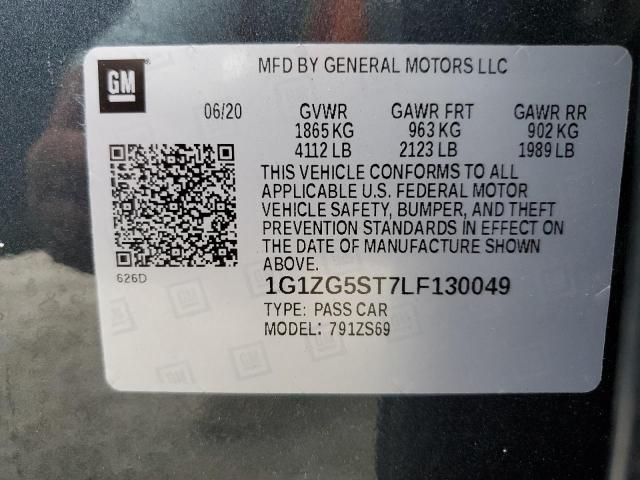 GM
MFD BY GENERAL MOTORS LLC
06/20 GVWR GAWR FRT GAWR RR
1865 KG 963 KG 902 KG
4112 LB 2123 LB 1989 LB
THIS VEHICLE CONFORMS TO ALL
APPLICABLE U.S. FEDERAL MOTOR
VEHICLE SAFETY, BUMPER, AND THEFT
PREVENTION STANDARDS IN EFFECT ON
THE DATE OF MANUFACTURE SHOWN
ABOVE.
626D
1G1ZG5ST7LF130049
TYPE: PASS CAR
MODEL: 791ZS69